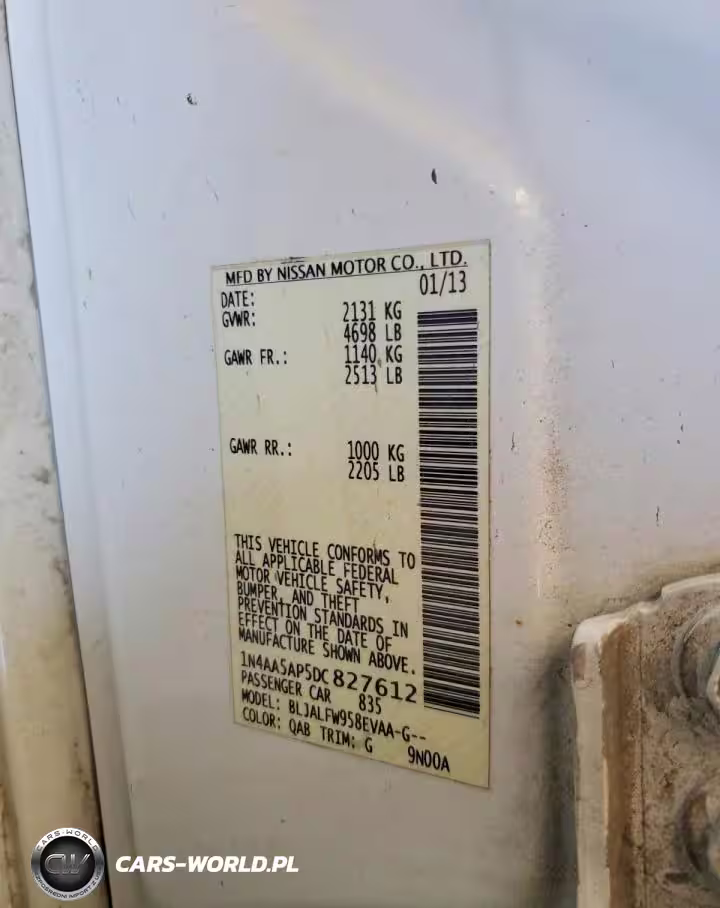 MFD BY NISSAN MOTOR CO., LTD.
DATE: 01/13
GVWR: 2131 KG
4698 LB
GAWR FR.: 1140 KG
2513 LB
GAWR RR.: 1000 KG
2205 LB
THIS VEHICLE CONFORMS TO
ALL APPLICABLE FEDERAL
MOTOR VEHICLE SAFETY,
BUMPER, AND THEFT
PREVENTION STANDARDS IN
EFFECT ON THE DATE OF
MANUFACTURE SHOWN ABOVE.
1N4AA5AP5DC827612
PASSENGER CAR 835
MODEL: BLJALFW958EVAA-G--
COLOR: QAB TRIM: G 9N00A
CARS-WORLD
CW
CARS-WORLD.PL